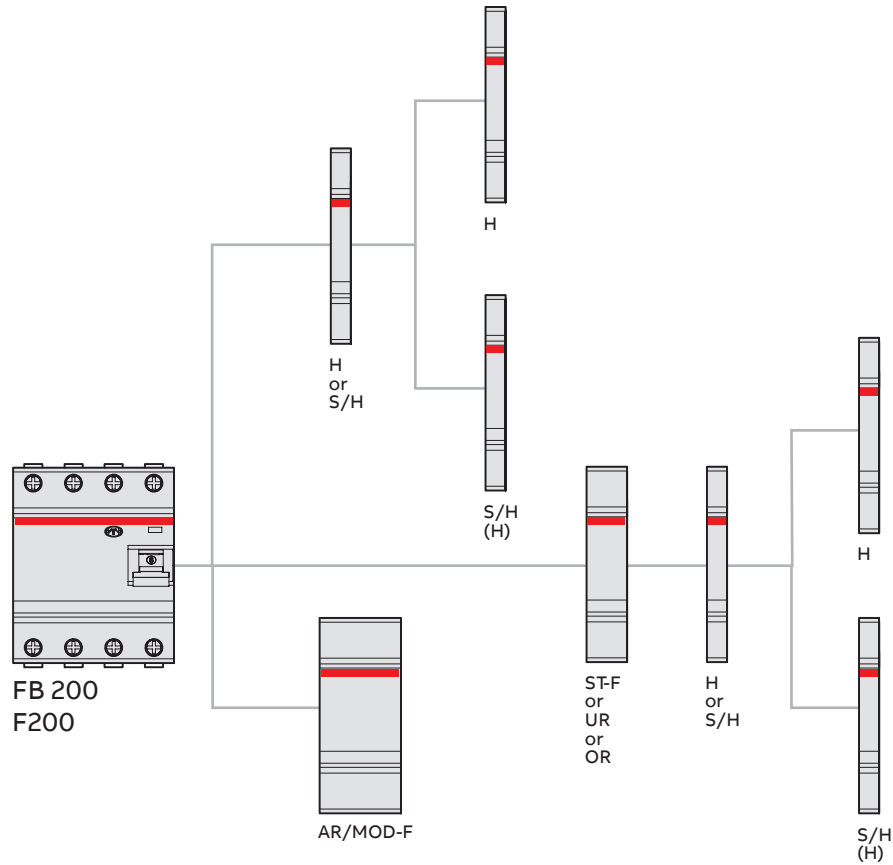 H
H
or
S/H
S/H
(H)
H
FB 200
F200
ST-F
or
UR
or
OR
H
or
S/H
AR/MOD-F
S/H
(H)